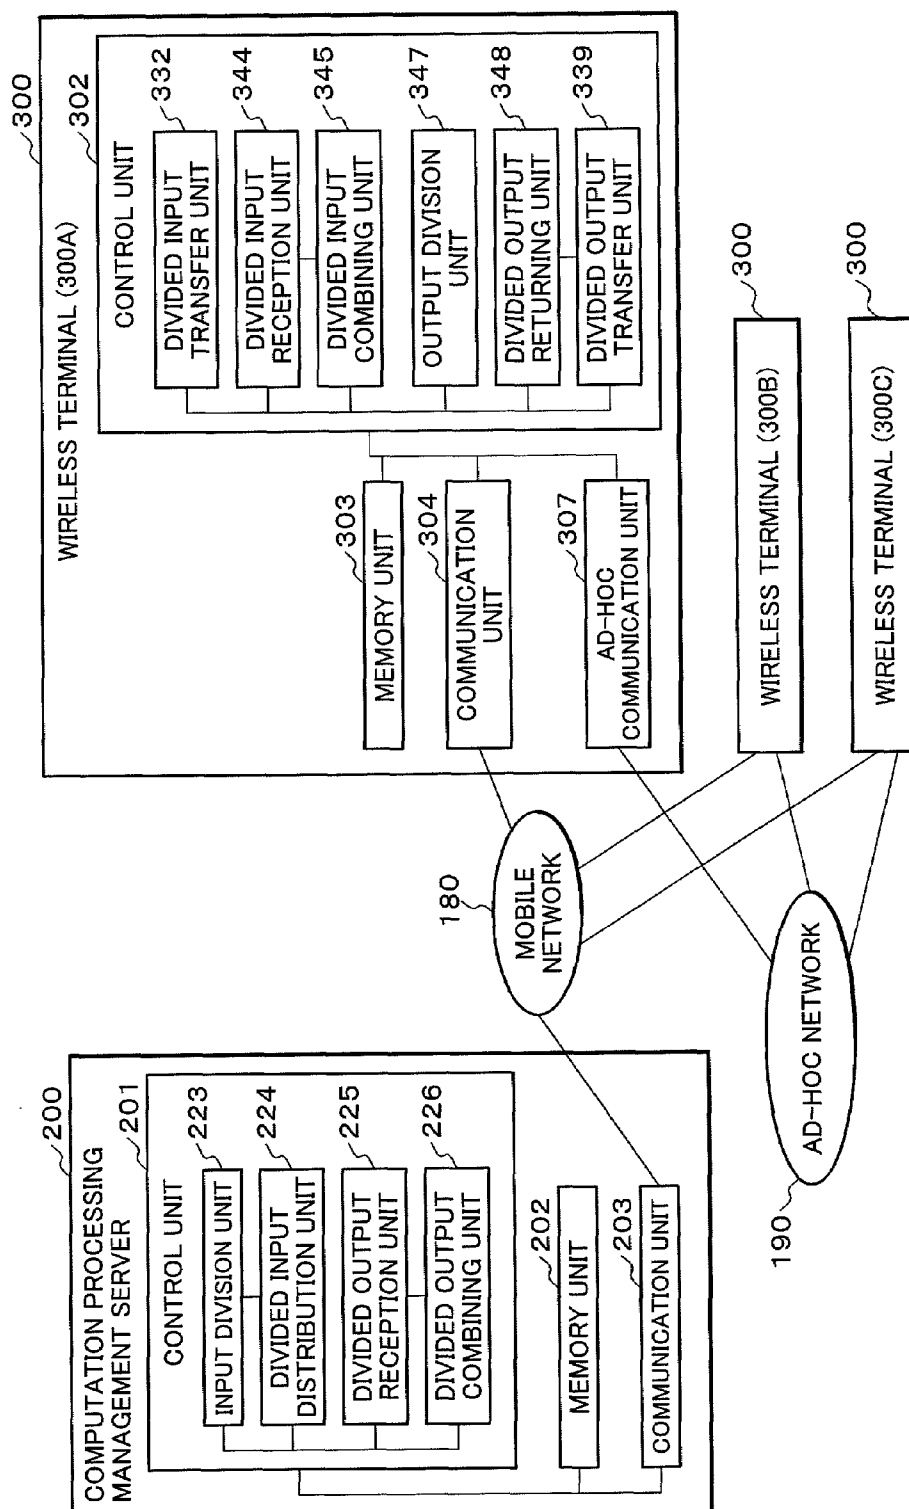 COMPUTATION PROCESSING
MANAGEMENT SERVER
200
201
CONTROL UNIT
223
INPUT DIVISION UNIT
224
DIVIDED INPUT
DISTRIBUTION UNIT
225
DIVIDED OUTPUT
RECEPTION UNIT
226
DIVIDED OUTPUT
COMBINING UNIT
202
MEMORY UNIT
203
COMMUNICATION UNIT
180
MOBILE
NETWORK
190
AD-HOC NETWORK
300
WIRELESS TERMINAL (300A)
302
CONTROL UNIT
332
DIVIDED INPUT
TRANSFER UNIT
344
DIVIDED INPUT
RECEPTION UNIT
345
DIVIDED INPUT
COMBINING UNIT
347
OUTPUT DIVISION
UNIT
348
DIVIDED OUTPUT
RETURNING UNIT
339
DIVIDED OUTPUT
TRANSFER UNIT
303
MEMORY UNIT
304
COMMUNICATION
UNIT
307
AD-HOC
COMMUNICATION UNIT
300
WIRELESS TERMINAL (300B)
300
WIRELESS TERMINAL (300C)